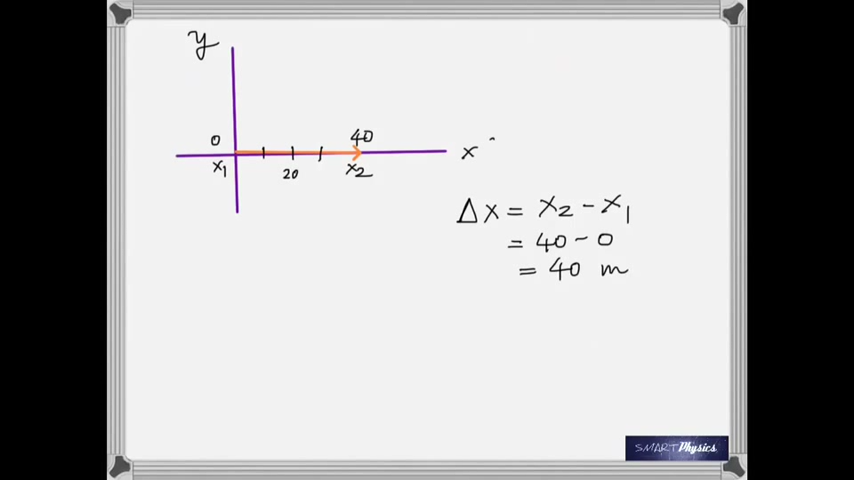 y
0 40
x
x₁ 20 x₂
Δx = x₂ - x₁
= 40 - 0
= 40 m
SMARTPhysics